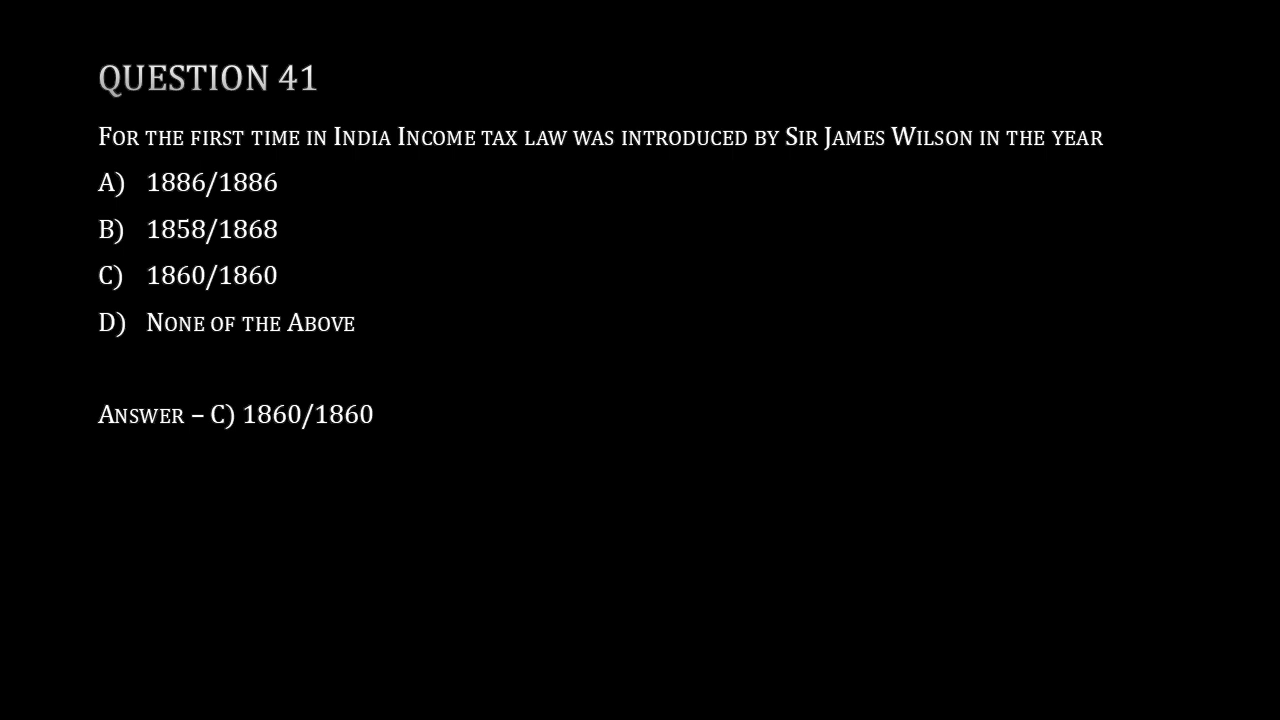 QUESTION 41
For the first time in India Income tax law was introduced by Sir James Wilson in the year
A) 1886/1886
B) 1858/1868
C) 1860/1860
D) None of the Above
Answer – C) 1860/1860